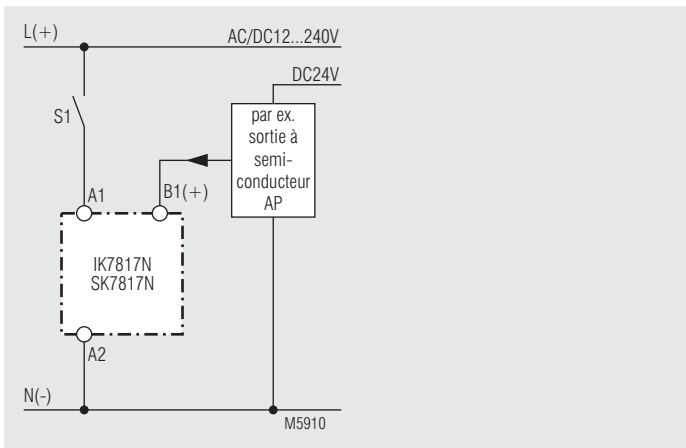 L(+)
AC/DC12...240V
DC24V
S1
par ex.
sortie à
semi-
conducteur
AP
A1
B1(+)
IK7817N
SK7817N
A2
N(-)
M5910